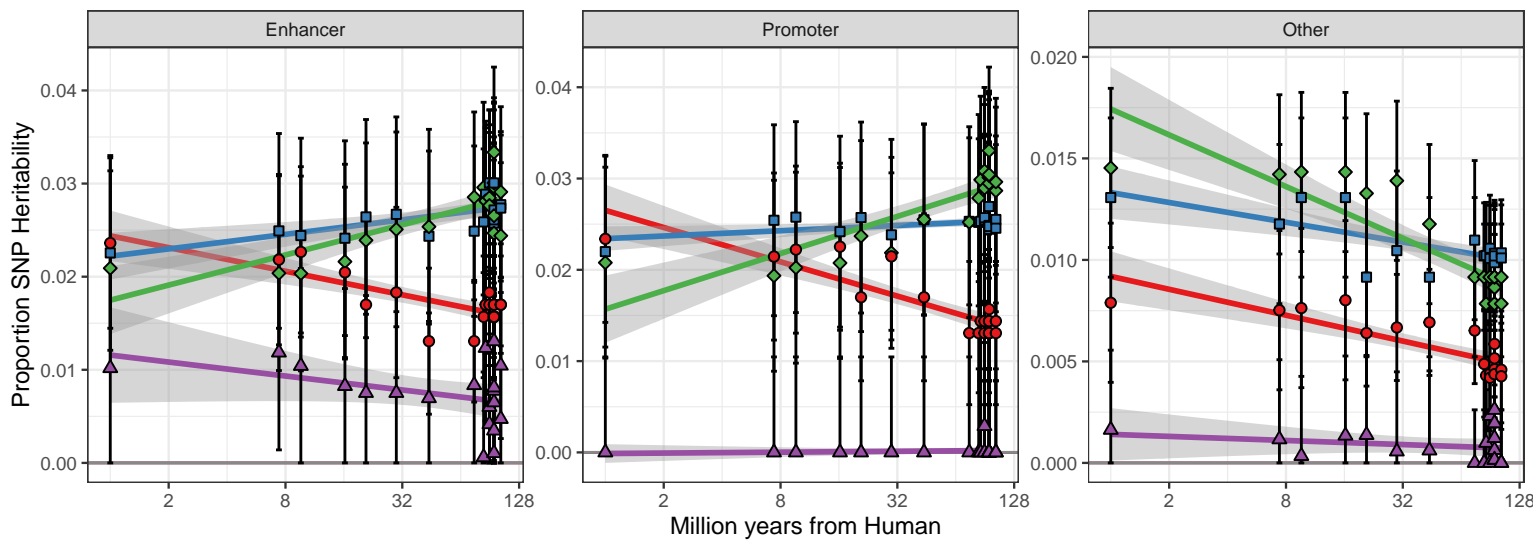 Enhancer Promoter Other
0.04 0.04 0.020
0.03 0.03 0.015
0.02 0.02 0.010
0.01 0.01 0.005
0.00 0.00 0.000
Proportion SNP Heritability
2 8 32 128 2 8 32 128 2 8 32 128
Million years from Human